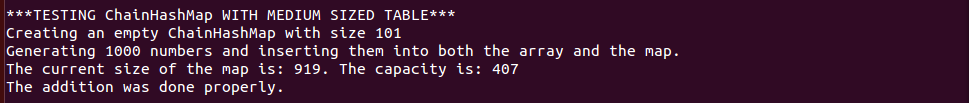 ***TESTING ChainHashMap WITH MEDIUM SIZED TABLE***
Creating an empty ChainHashMap with size 101
Generating 1000 numbers and inserting them into both the array and the map.
The current size of the map is: 919. The capacity is: 407
The addition was done properly.